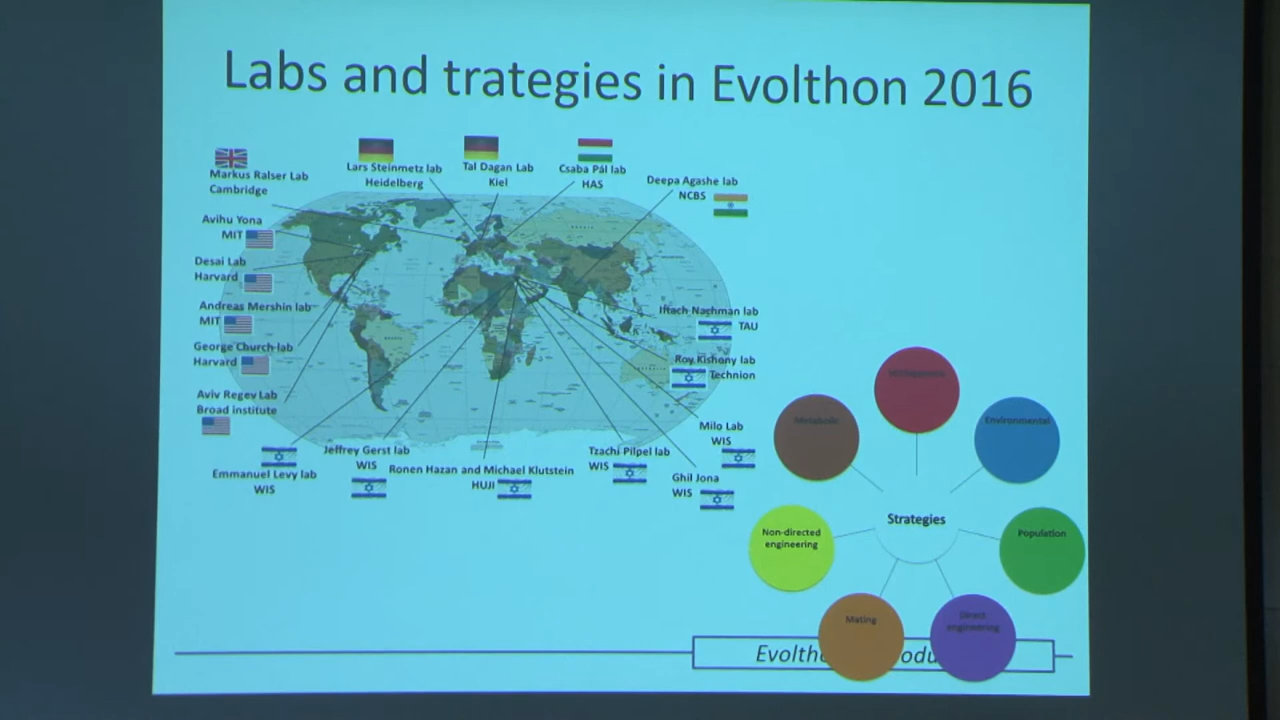 Labs and trategies in Evolthon 2016
Markus Ralser Lab
Cambridge
Lars Steinmetz lab
Heidelberg
Tal Dagan Lab
Kiel
Csaba Pál lab
HAS
Deepa Agashe lab
NCBS
Avihu Yona
MIT
Desai Lab
Harvard
Andreas Mershin lab
MIT
George Church lab
Harvard
Aviv Regev Lab
Broad institute
Iftach Nachman lab
TAU
Roy Kishony lab
Technion
Milo Lab
WIS
Emmanuel Levy lab
WIS
Jeffrey Gerst lab
WIS
Ronen Hazan and Michael Klutstein
HUJI
Tzachi Pilpel lab
WIS
Ghil Jona
WIS
Metabolic
Environmental
Strategies
Non-directed
engineering
Population
Mating
Direct
engineering
Evoltho
odu